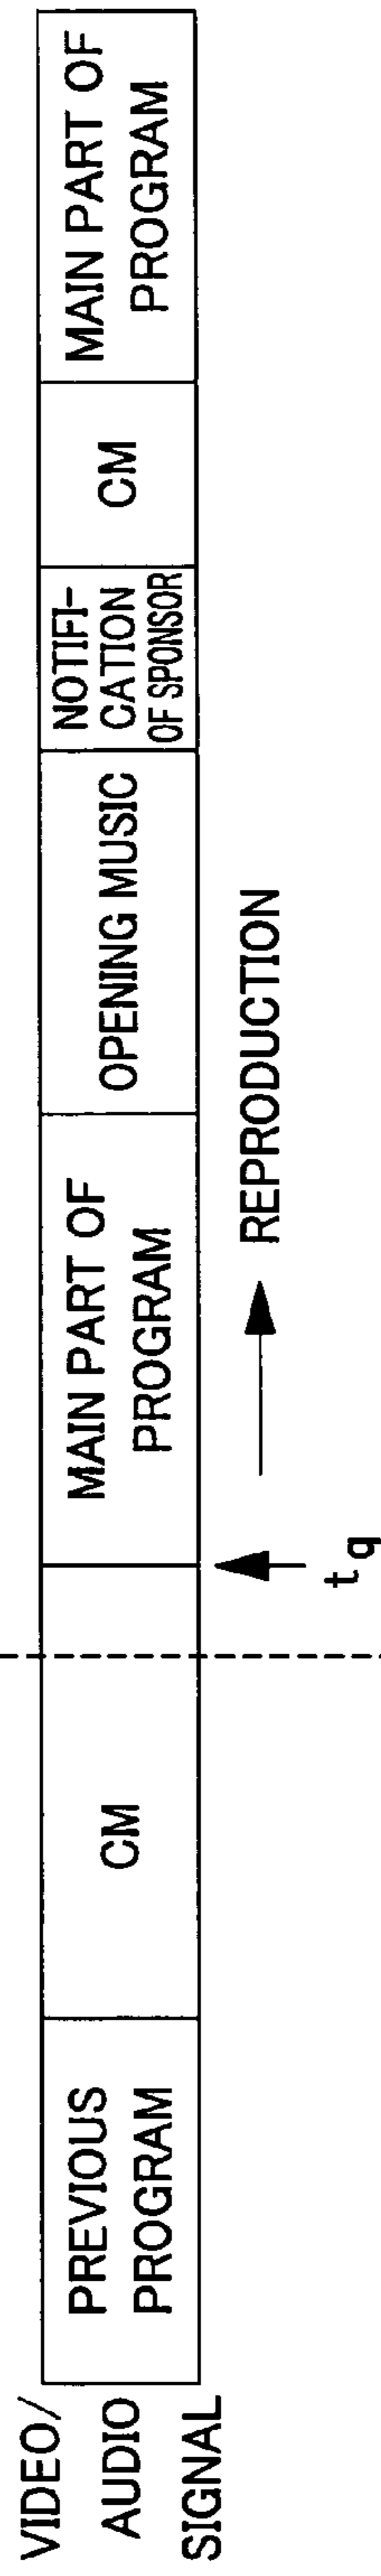 VIDEO/
AUDIO
SIGNAL
PREVIOUS
PROGRAM
CM
MAIN PART OF
PROGRAM
OPENING MUSIC
NOTIFI-
CATION
OF SPONSOR
CM
MAIN PART OF
PROGRAM
tq
REPRODUCTION